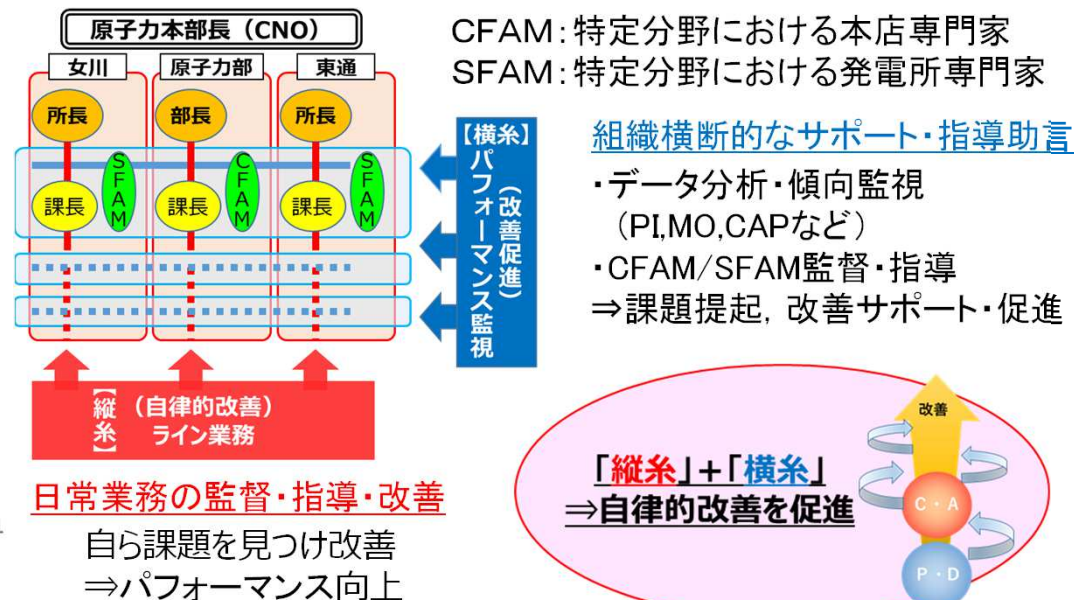 原子力本部長（CNO）
女川
原子力部
東通
所長
部長
所長
SFAM
CFAM
SFAM
課長
課長
課長
【縦糸】
（自律的改善）
ライン業務
日常業務の監督・指導・改善
自ら課題を見つけ改善
⇒パフォーマンス向上
【横糸】
パフォーマンス監視
（改善促進）
CFAM：特定分野における本店専門家
SFAM：特定分野における発電所専門家
組織横断的なサポート・指導助言
・データ分析・傾向監視
（PI,MO,CAPなど）
・CFAM/SFAM監督・指導
⇒課題提起，改善サポート・促進
「縦糸」＋「横糸」
⇒自律的改善を促進
改善
C・A
P・D